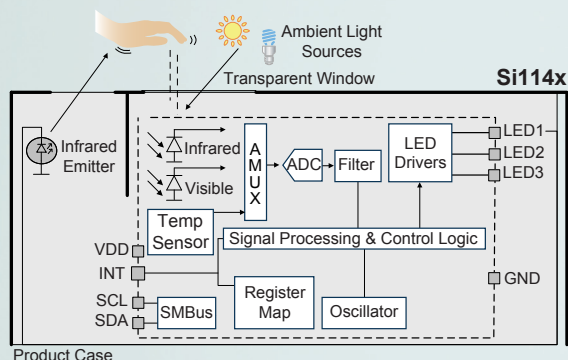 Ambient Light
Sources
Transparent Window
Si114x
Infrared
Emitter
Infrared
Visible
AMUX
ADC
Filter
LED
Drivers
LED1
LED2
LED3
Temp
Sensor
Signal Processing & Control Logic
VDD
INT
SCL
SDA
SMBus
Register
Map
Oscillator
GND
Product Case